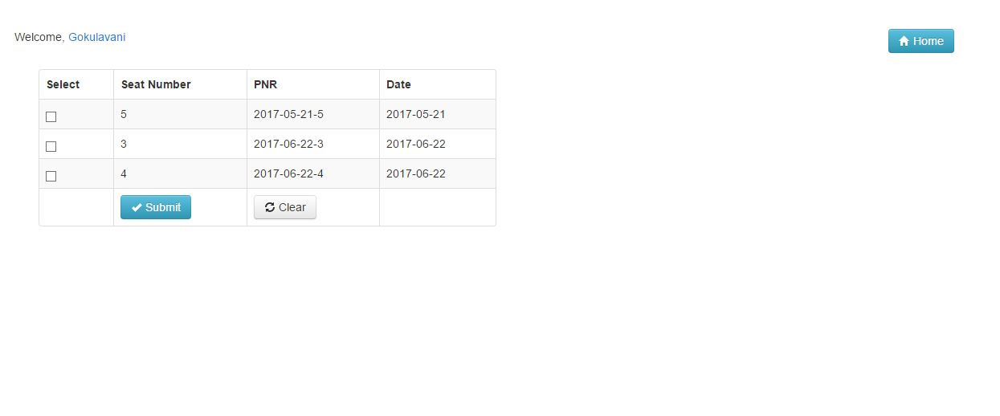 Welcome, Gokulavani
Home
Select Seat Number PNR Date
5 2017-05-21-5 2017-05-21
3 2017-06-22-3 2017-06-22
4 2017-06-22-4 2017-06-22
Submit Clear